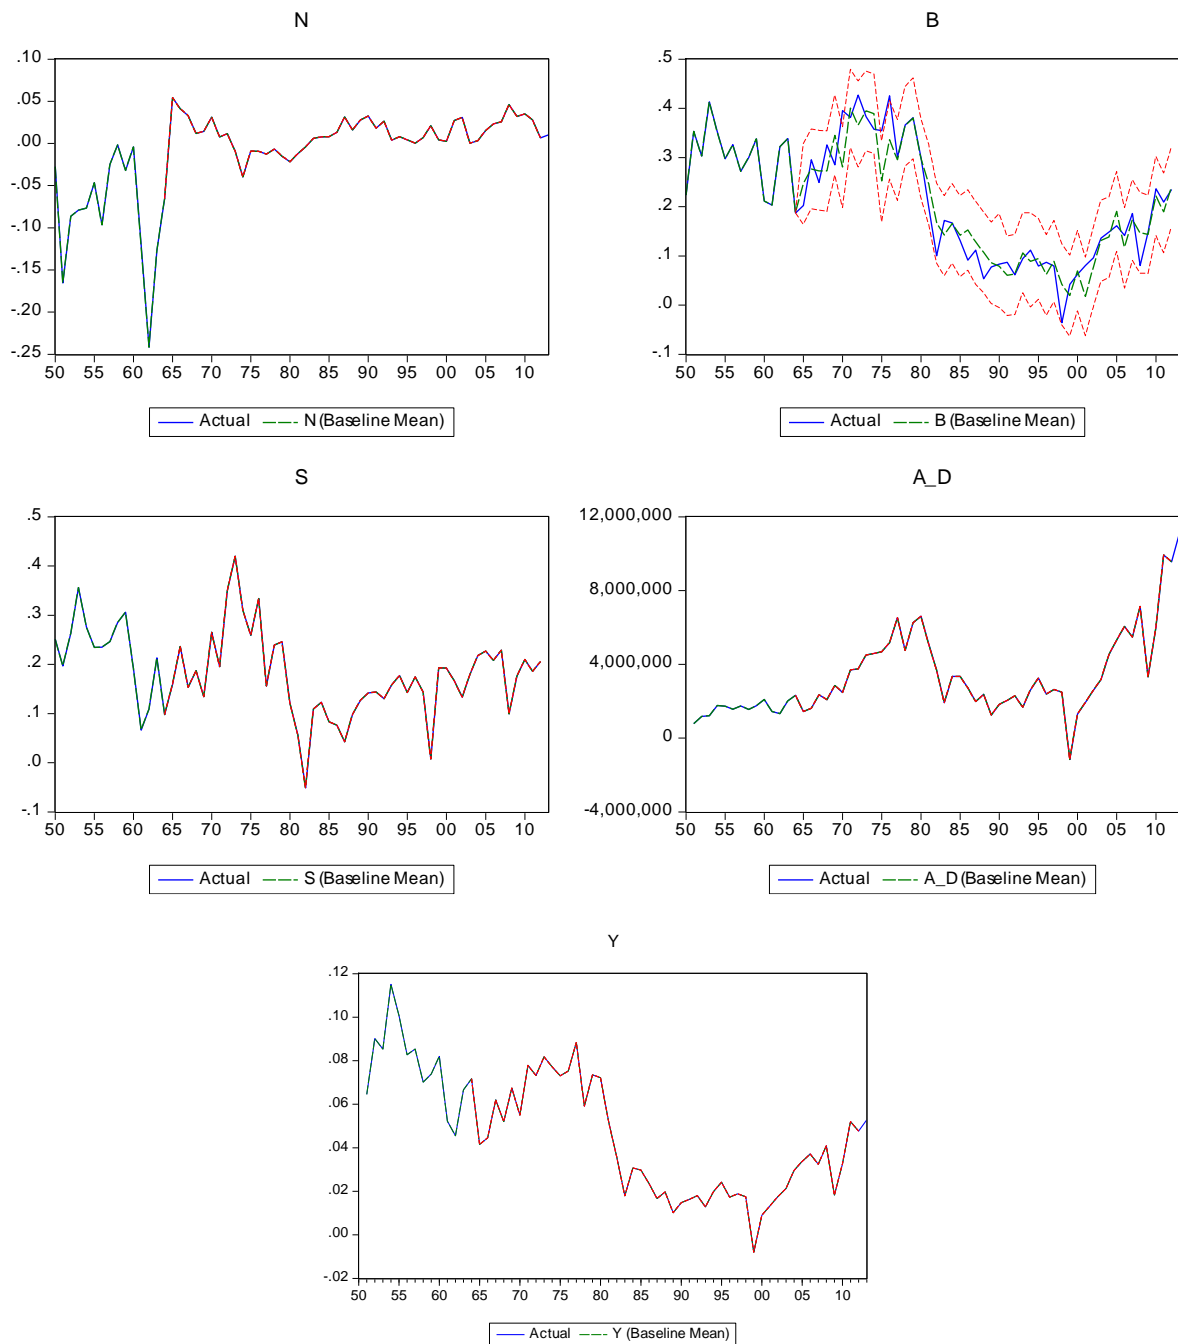 N
.10
.05
.00
-.05
-.10
-.15
-.20
-.25
50 55 60 65 70 75 80 85 90 95 00 05 10
Actual N (Baseline Mean)
B
.5
.4
.3
.2
.1
.0
-.1
50 55 60 65 70 75 80 85 90 95 00 05 10
Actual B (Baseline Mean)
S
.5
.4
.3
.2
.1
.0
-.1
50 55 60 65 70 75 80 85 90 95 00 05 10
Actual S (Baseline Mean)
A_D
12,000,000
8,000,000
4,000,000
0
-4,000,000
50 55 60 65 70 75 80 85 90 95 00 05 10
Actual A_D (Baseline Mean)
Y
.12
.10
.08
.06
.04
.02
.00
-.02
50 55 60 65 70 75 80 85 90 95 00 05 10
Actual Y (Baseline Mean)